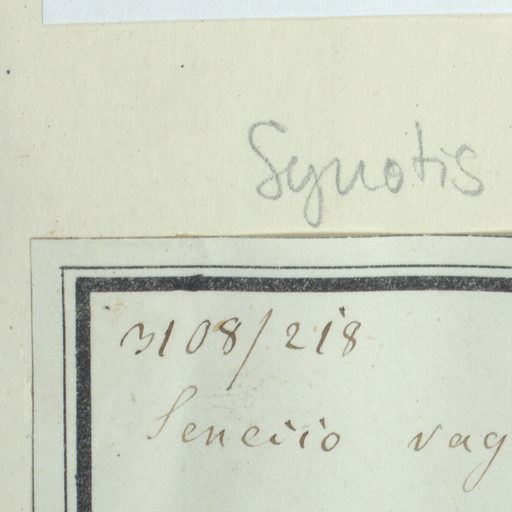 Synotis
3108/218
Senecio vag